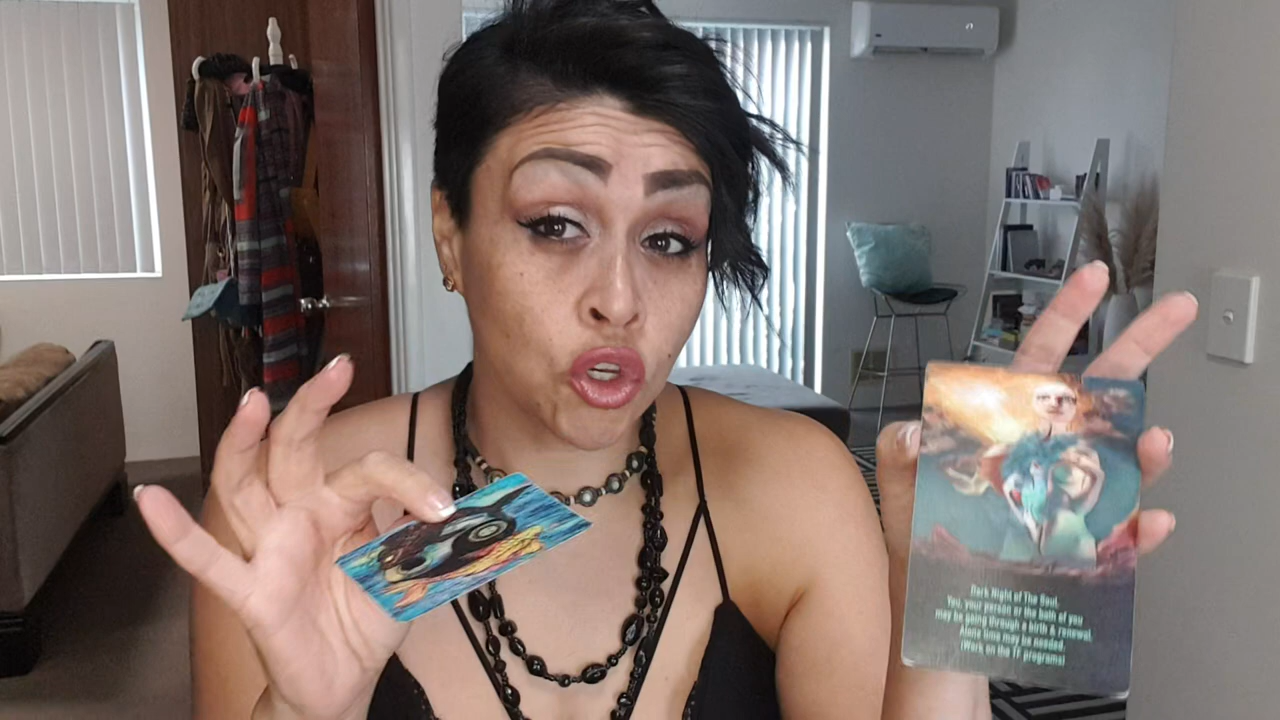 Dark Night of The Soul.
You, your person or the both of you
may be going through a birth & renewal.
Alone time may be needed.
(Work on the TF programs)